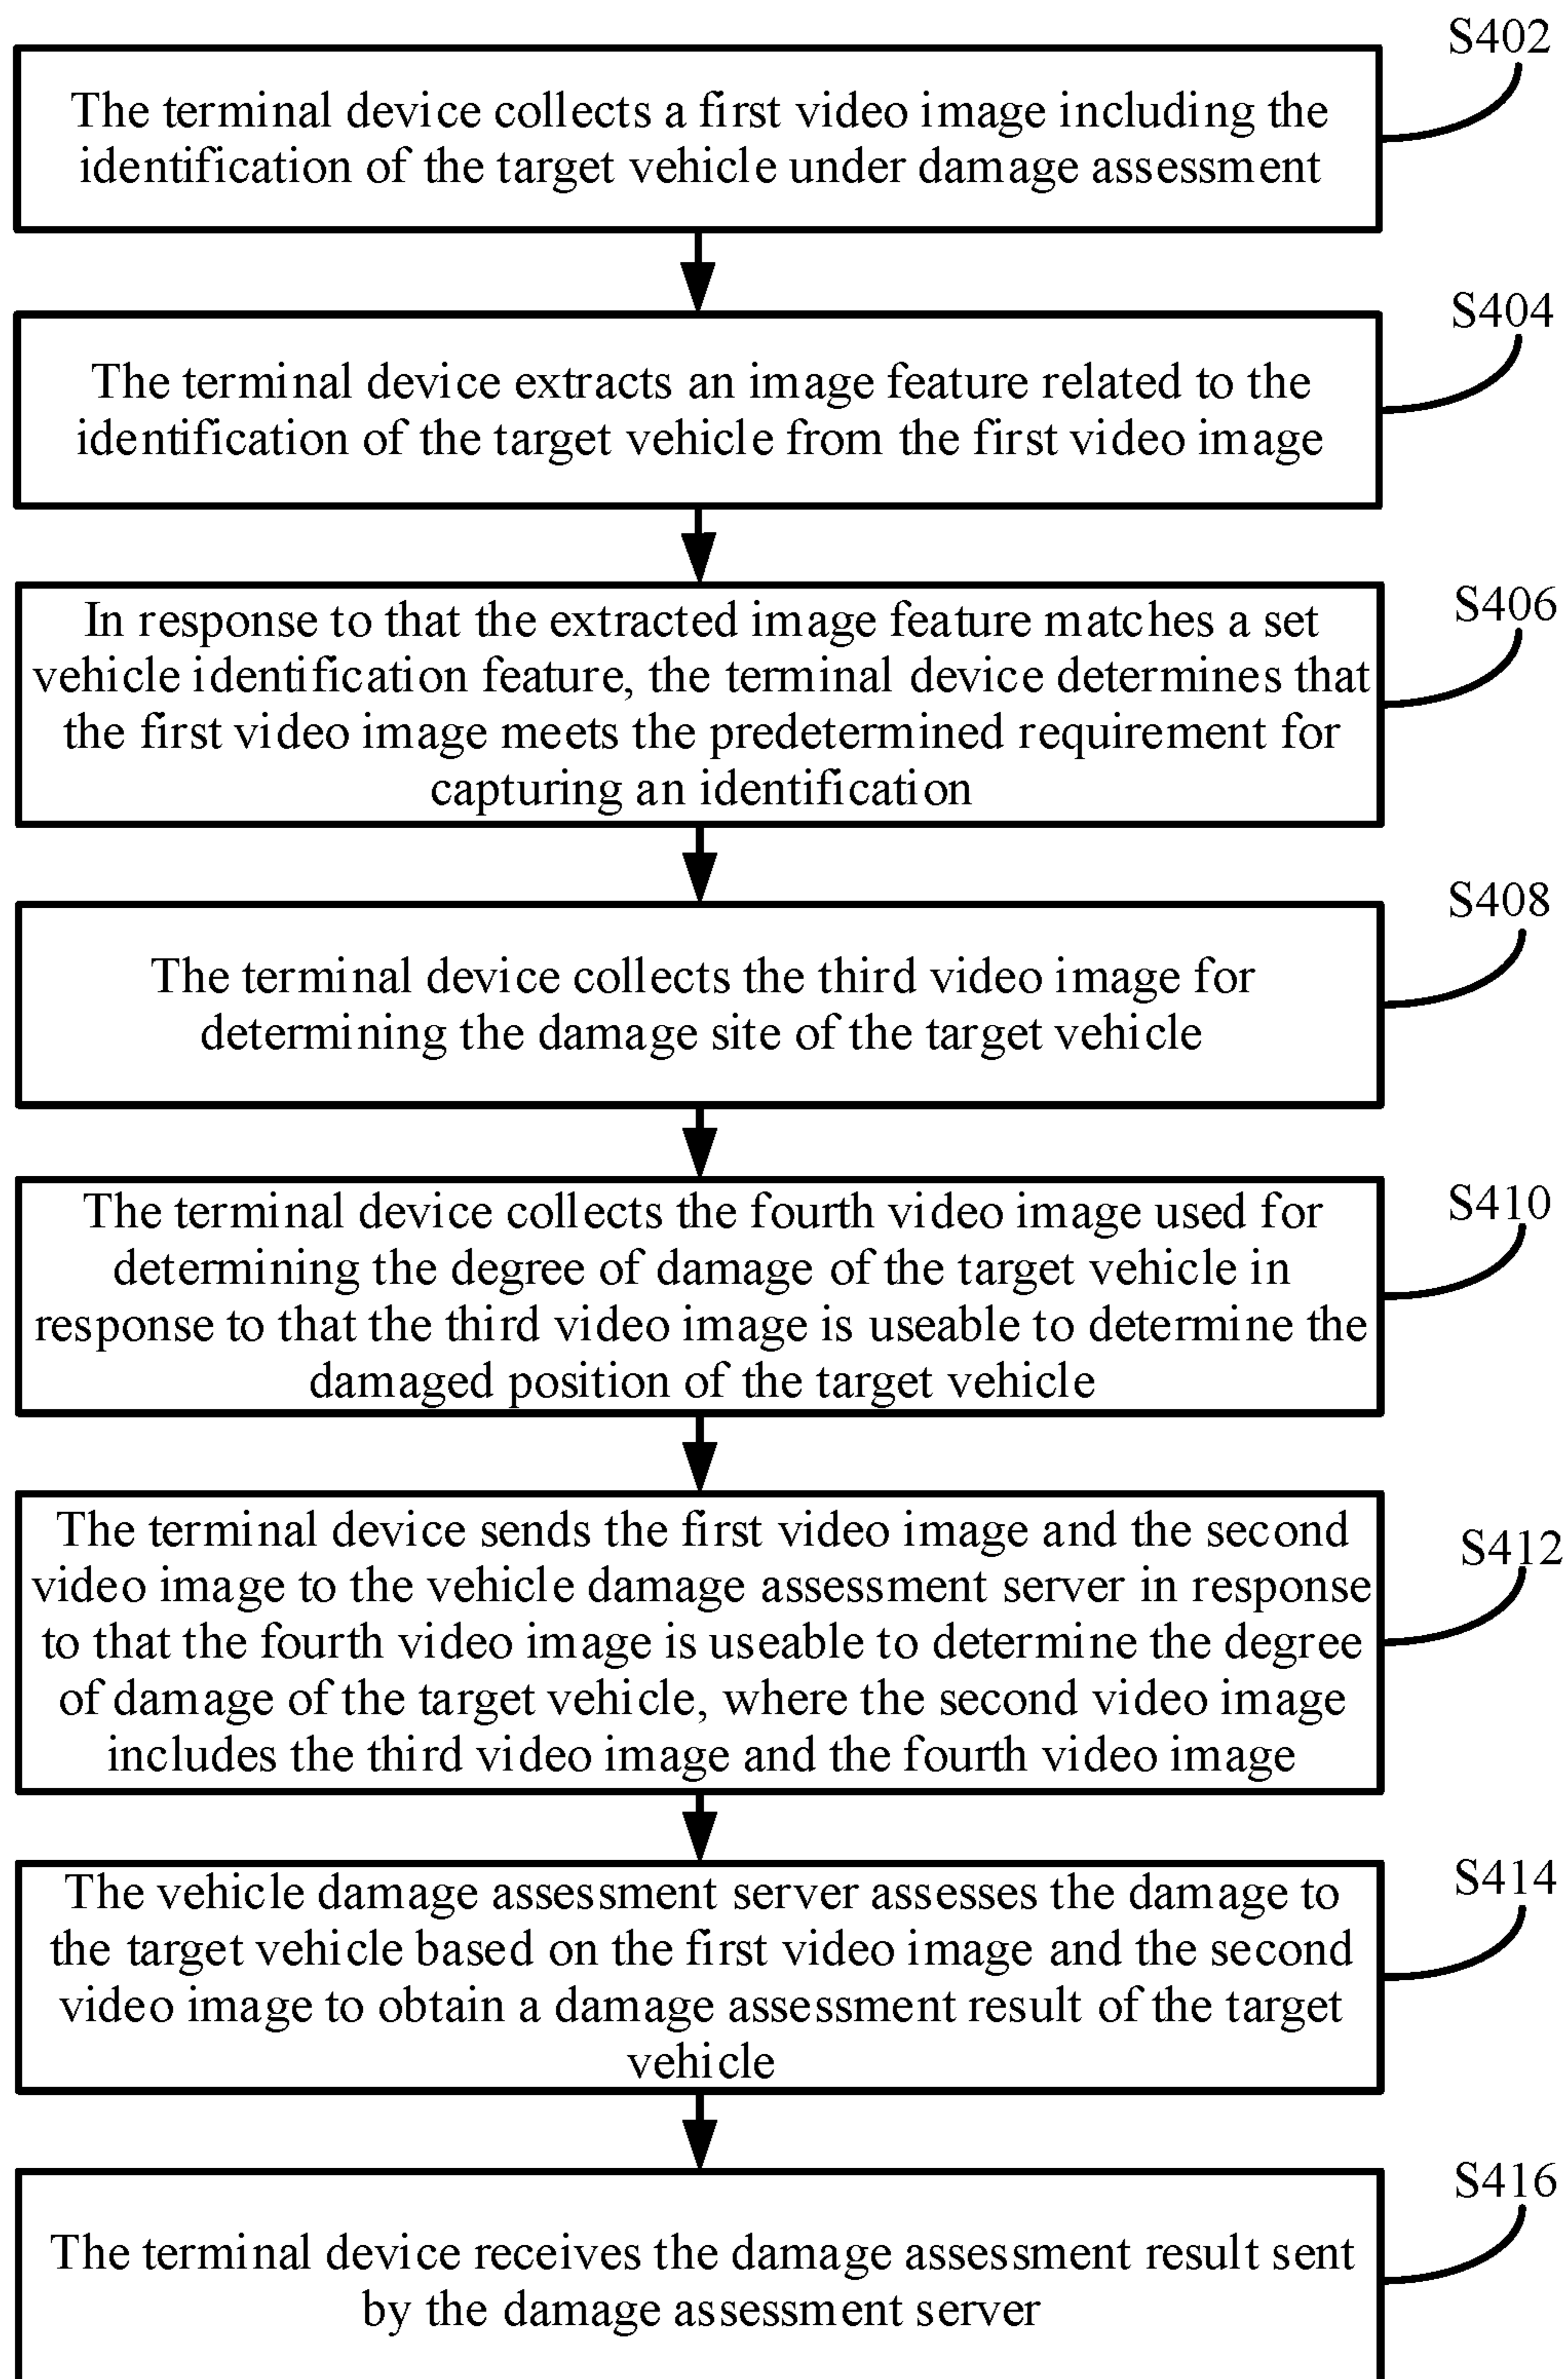 S402
The terminal device collects a first video image including the
identification of the target vehicle under damage assessment
S404
The terminal device extracts an image feature related to the
identification of the target vehicle from the first video image
S406
In response to that the extracted image feature matches a set
vehicle identification feature, the terminal device determines that
the first video image meets the predetermined requirement for
capturing an identification
S408
The terminal device collects the third video image for
determining the damage site of the target vehicle
S410
The terminal device collects the fourth video image used for
determining the degree of damage of the target vehicle in
response to that the third video image is useable to determine the
damaged position of the target vehicle
S412
The terminal device sends the first video image and the second
video image to the vehicle damage assessment server in response
to that the fourth video image is useable to determine the degree
of damage of the target vehicle, where the second video image
includes the third video image and the fourth video image
S414
The vehicle damage assessment server assesses the damage to
the target vehicle based on the first video image and the second
video image to obtain a damage assessment result of the target
vehicle
S416
The terminal device receives the damage assessment result sent
by the damage assessment server